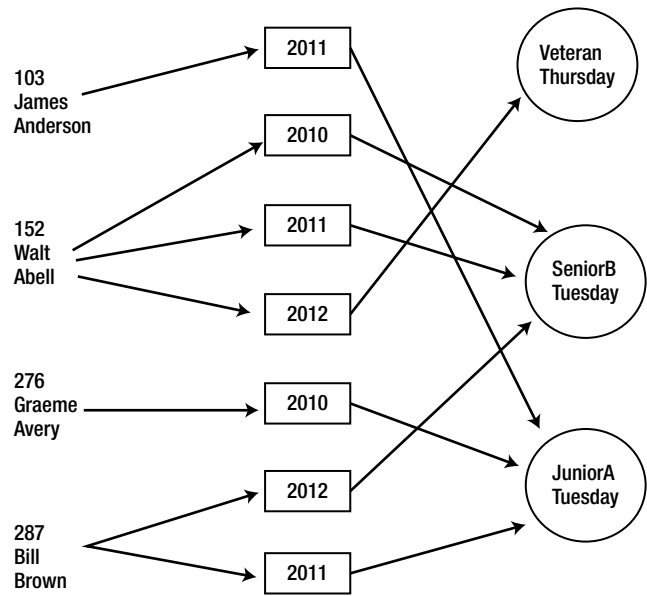 103
James
Anderson
152
Walt
Abell
276
Graeme
Avery
287
Bill
Brown
2011
2010
2011
2012
2010
2012
2011
Veteran
Thursday
SeniorB
Tuesday
JuniorA
Tuesday